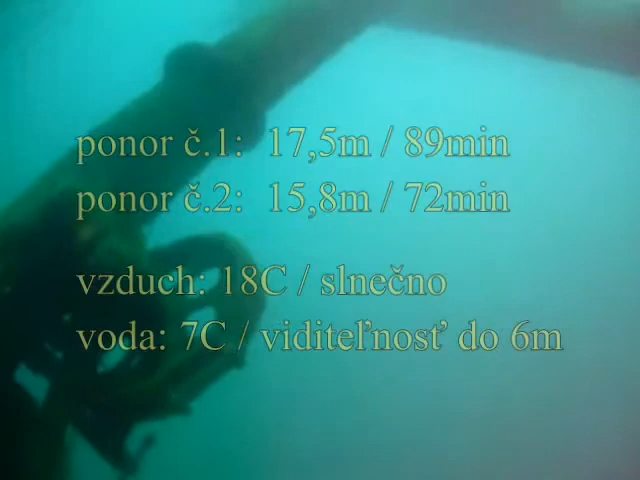 ponor č.1: 17,5m / 89min
ponor č.2: 15,8m / 72min
vzduch: 18C / slnečno
voda: 7C / viditeľnosť do 6m